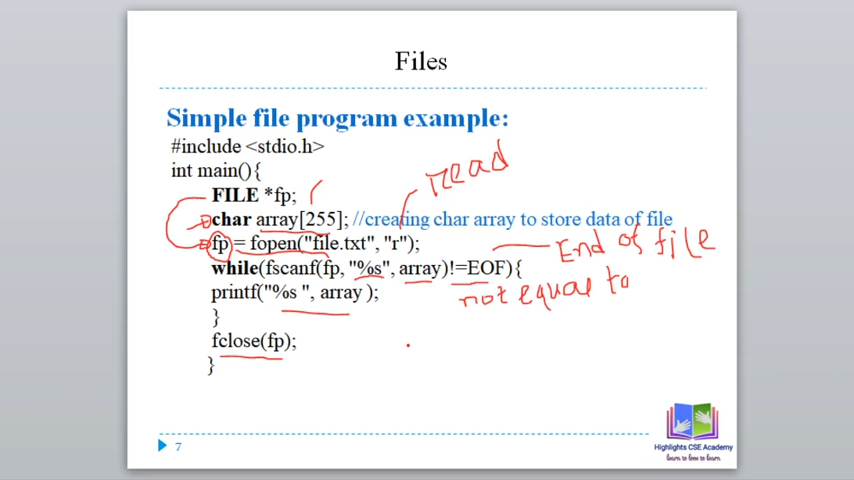 Files
Simple file program example:
#include <stdio.h>
int main(){
read
FILE *fp;
char array[255]; //creating char array to store data of file
fp = fopen("file.txt", "r");
End of file
while(fscanf(fp, "%s", array)!=EOF){
not equal to
printf("%s ", array );
}
fclose(fp);
}
7
Highlights CSE Academy
learn to love to learn